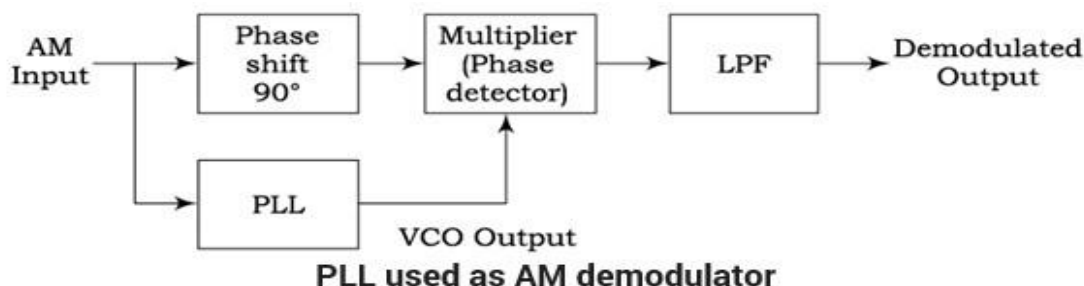 AM
Input
Phase
shift
90°
Multiplier
(Phase
detector)
LPF
Demodulated
Output
PLL
VCO Output
PLL used as AM demodulator